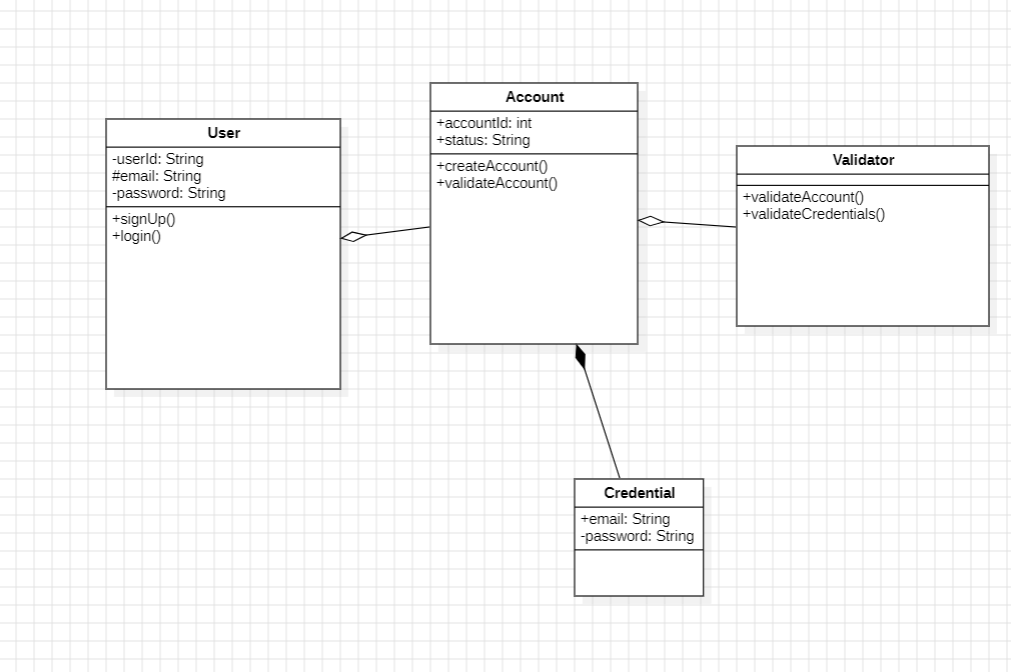 User
-userId: String
#email: String
-password: String
+signUp()
+login()
Account
+accountId: int
+status: String
+createAccount()
+validateAccount()
Validator
+validateAccount()
+validateCredentials()
Credential
+email: String
-password: String